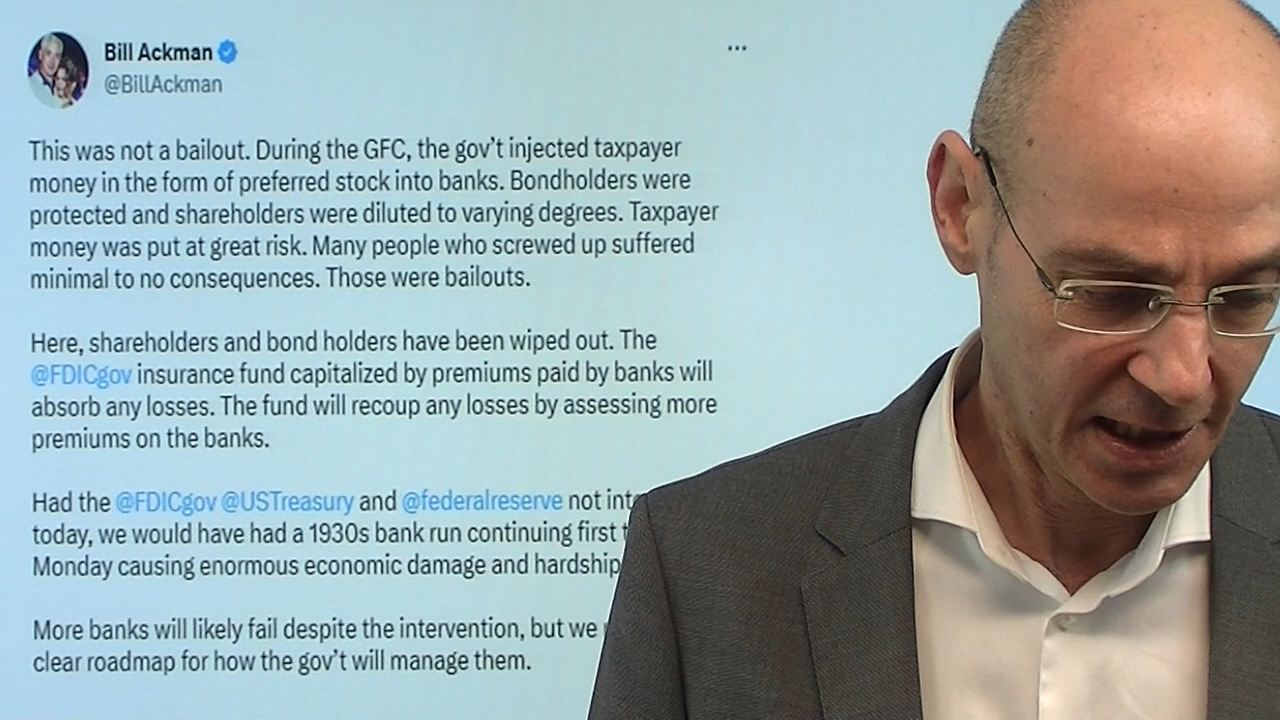 Bill Ackman
@BillAckman
This was not a bailout. During the GFC, the gov't injected taxpayer
money in the form of preferred stock into banks. Bondholders were
protected and shareholders were diluted to varying degrees. Taxpayer
money was put at great risk. Many people who screwed up suffered
minimal to no consequences. Those were bailouts.
Here, shareholders and bond holders have been wiped out. The
@FDICgov insurance fund capitalized by premiums paid by banks will
absorb any losses. The fund will recoup any losses by assessing more
premiums on the banks.
Had the @FDICgov @USTreasury and @federalreserve not
today, we would have had a 1930s bank run continuing first
Monday causing enormous economic damage and hardship
More banks will likely fail despite the intervention, but we
clear roadmap for how the gov't will manage them.